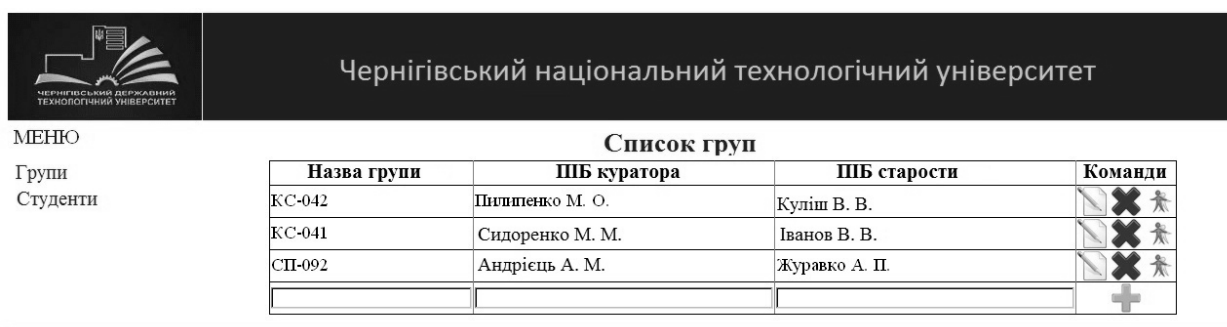 ЧЕРНІГІВСЬКИЙ ДЕРЖАВНИЙ
ТЕХНОЛОГІЧНИЙ УНІВЕРСИТЕТ
Чернігівський національний технологічний університет
МЕНЮ
Групи
Студенти
Список груп
Назва групи ПІБ куратора ПІБ старости Команди
КС-042 Пилипенко М. О. Куліш В. В.
КС-041 Сидоренко М. М. Іванов В. В.
СП-092 Андрієць А. М. Журавко А. П.